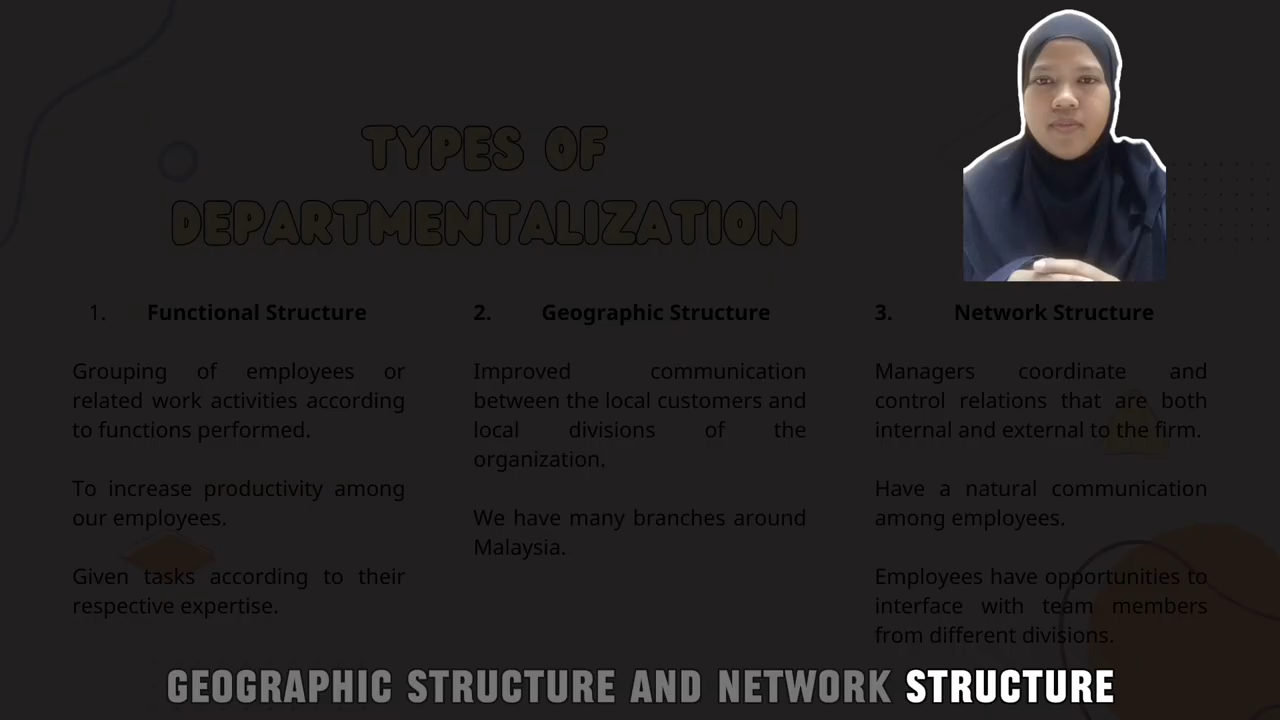 TYPES OF
DEPARTMENTALIZATION
1. Functional Structure
Grouping of employees or
related work activities according
to functions performed.
To increase productivity among
our employees.
Given tasks according to their
respective expertise.
2. Geographic Structure
Improved communication
between the local customers and
local divisions of the
organization.
We have many branches around
Malaysia.
3. Network Structure
Managers coordinate and
control relations that are both
internal and external to the firm.
Have a natural communication
among employees.
Employees have opportunities to
interface with team members
from different divisions.
GEOGRAPHIC STRUCTURE AND NETWORK STRUCTURE